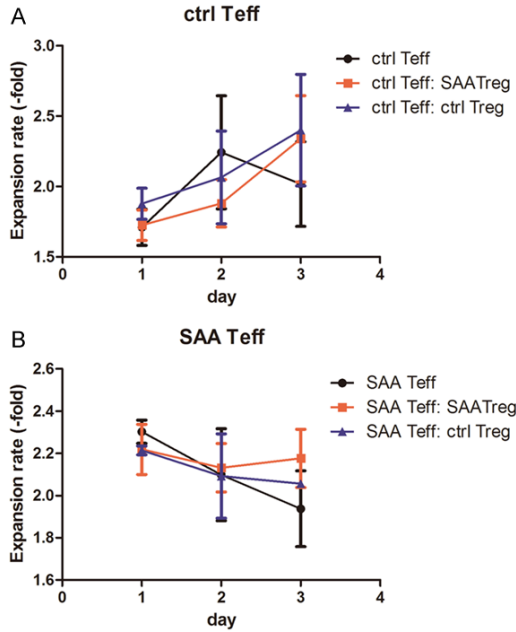 A
ctrl Teff
3.0
2.5
2.0
1.5
Expansion rate (-fold)
0 1 2 3 4
day
ctrl Teff
ctrl Teff: SAATreg
ctrl Teff: ctrl Treg
B
SAA Teff
2.6
2.4
2.2
2.0
1.8
1.6
Expansion rate (-fold)
0 1 2 3 4
day
SAA Teff
SAA Teff: SAATreg
SAA Teff: ctrl Treg